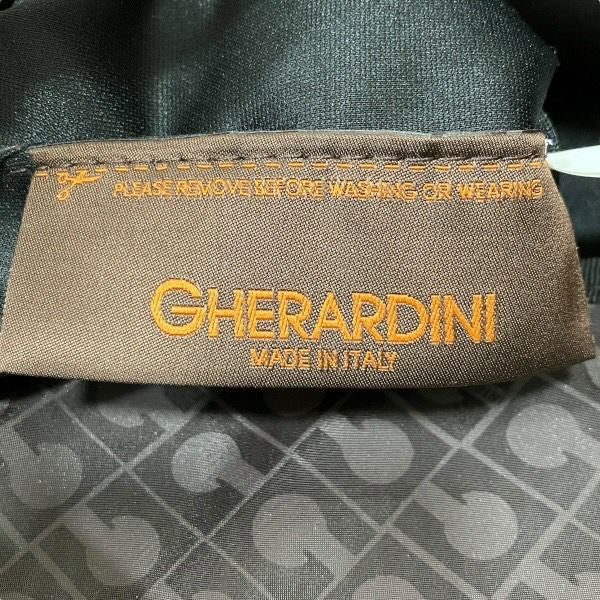 PLEASE REMOVE BEFORE WASHING OR WEARING
GHERARDINI
MADE IN ITALY